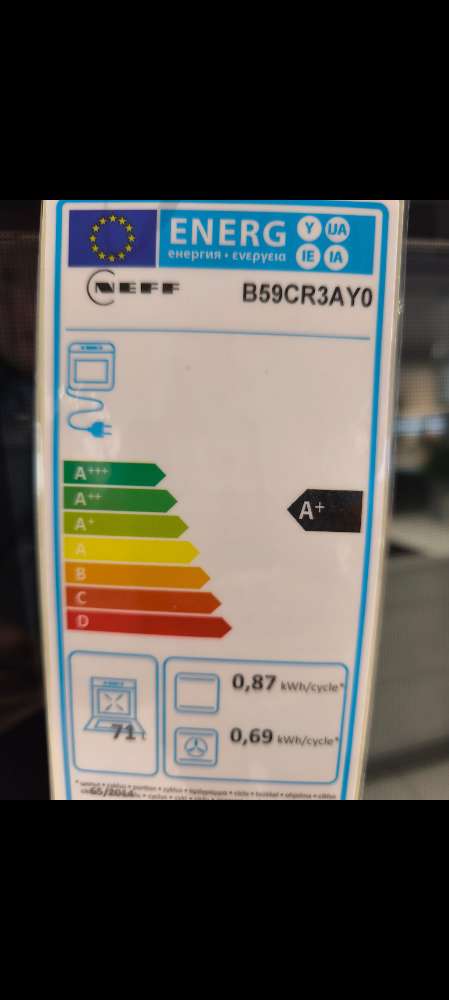 ENERG Y IJA
енергия · ενεργεια IE IA
NEFF B59CR3AY0
A+++
A++ A+
A+
A
B
C
D
0,87 kWh/cycle*
71
0,69 kWh/cycle*
65/2014